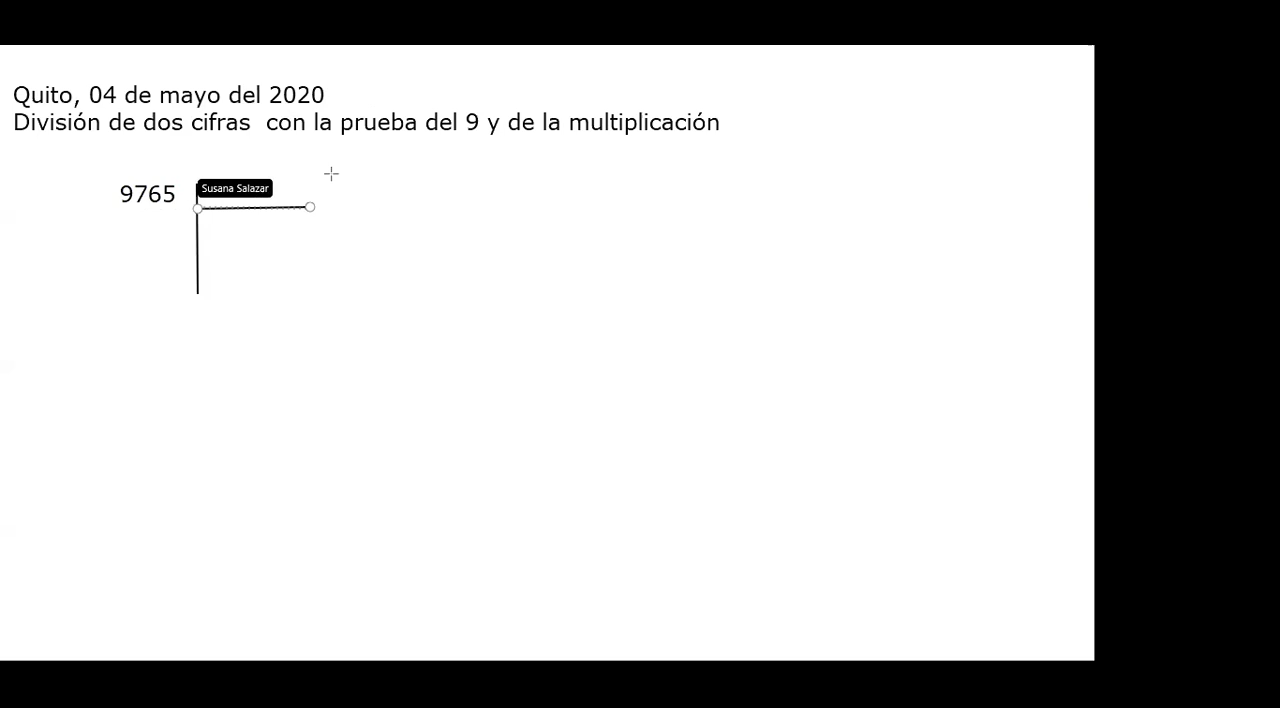 Quito, 04 de mayo del 2020
División de dos cifras  con la prueba del 9 y de la multiplicación
9765
Susana Salazar